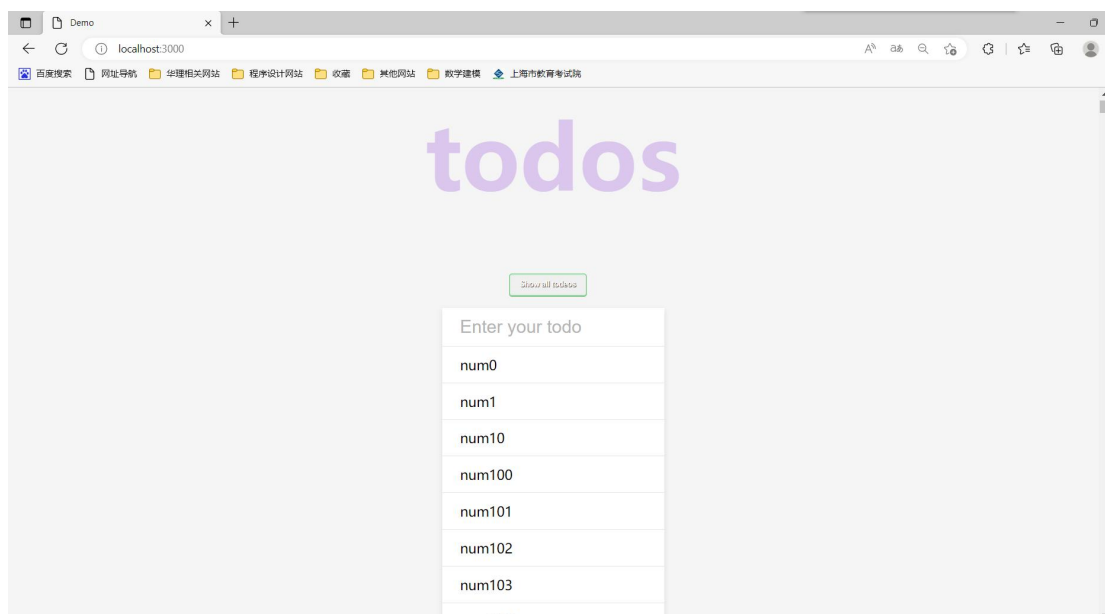 Demo
localhost:3000
百度搜索 网址导航 华理相关网站 程序设计网站 收藏 其他网站 数学建模 上海市教育考试院
todos
Show all todeos
Enter your todo
num0
num1
num10
num100
num101
num102
num103